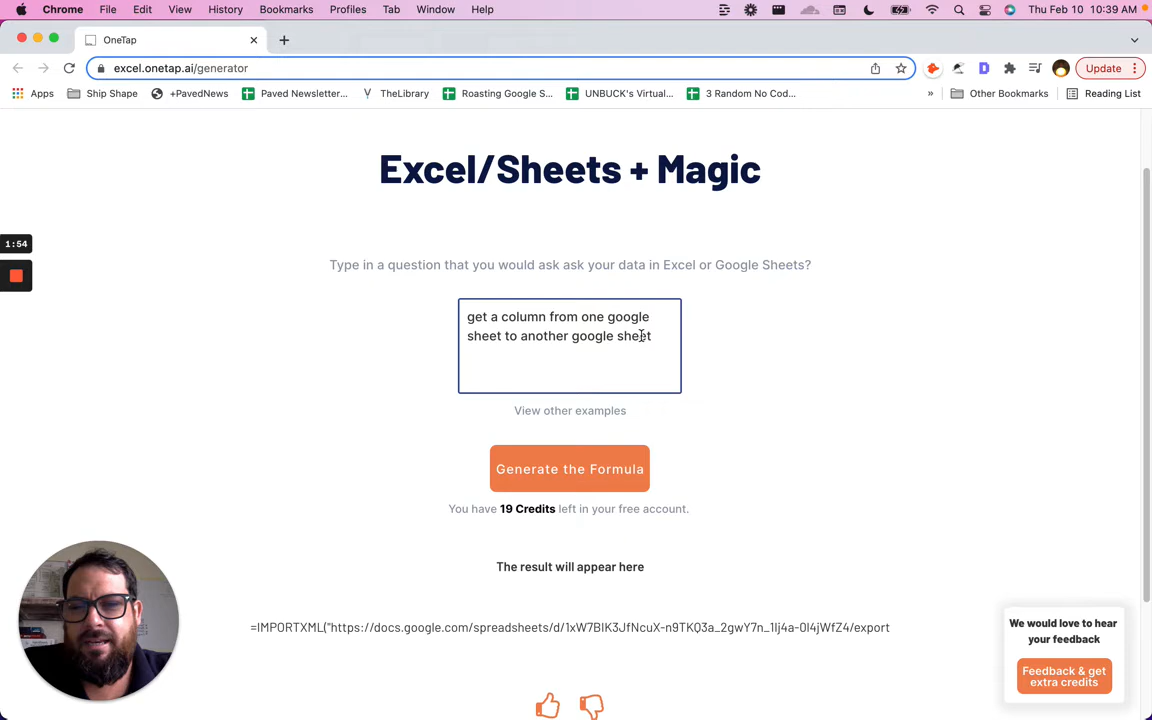 Chrome File Edit View History Bookmarks Profiles Tab Window Help Thu Feb 10 10:39 AM
OneTap
excel.onetap.ai/generator Update
Apps Ship Shape +PavedNews Paved Newsletter... TheLibrary Roasting Google S... UNBUCK's Virtual... 3 Random No Cod... » Other Bookmarks Reading List
Excel/Sheets + Magic
1:54
Type in a question that you would ask ask your data in Excel or Google Sheets?
get a column from one google
sheet to another google sheet
View other examples
Generate the Formula
You have 19 Credits left in your free account.
The result will appear here
=IMPORTXML("https://docs.google.com/spreadsheets/d/1xW7BIK3JfNcuX-n9TKQ3a_2gwY7n_1Ij4a-0I4jWfZ4/export
We would love to hear
your feedback
Feedback & get
extra credits